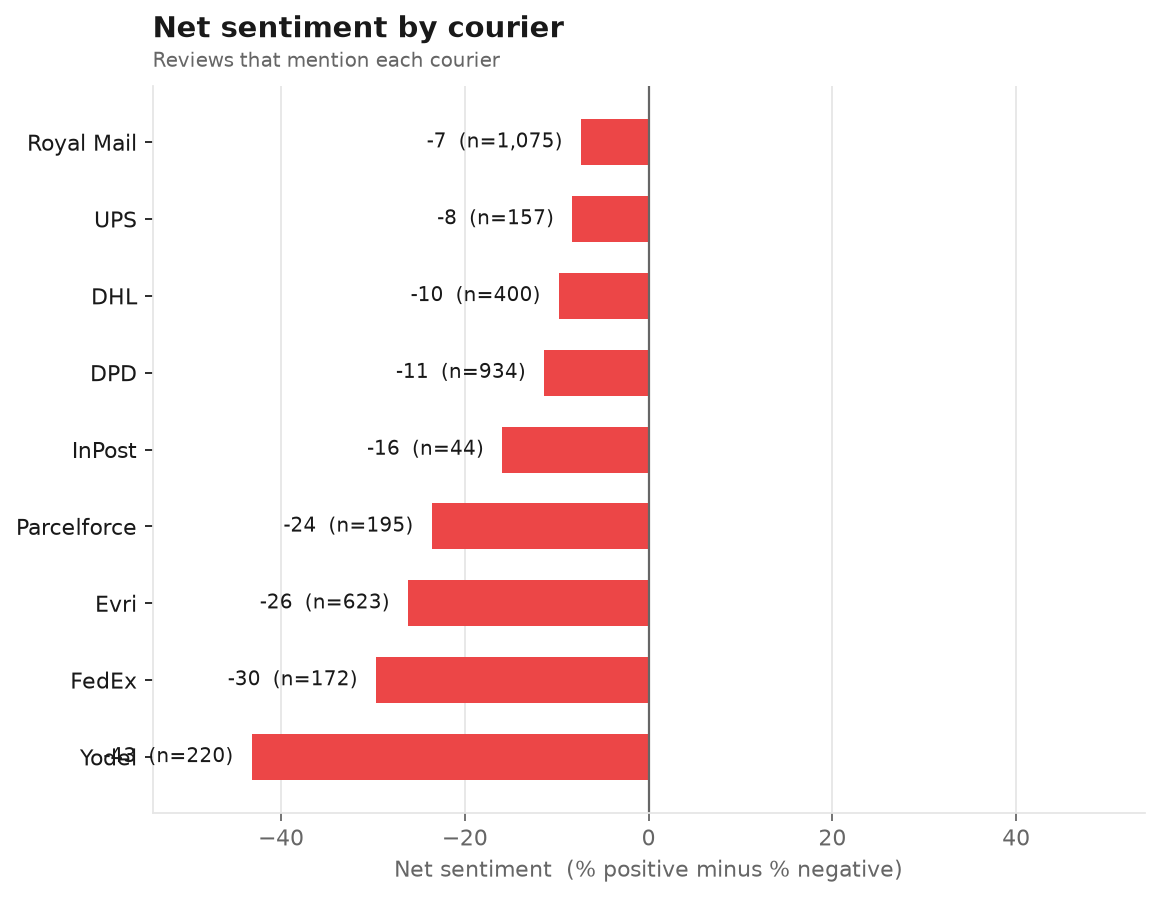 Net sentiment by courier
Reviews that mention each courier
Royal Mail -7 (n=1,075)
UPS -8 (n=157)
DHL -10 (n=400)
DPD -11 (n=934)
InPost -16 (n=44)
Parcelforce -24 (n=195)
Evri -26 (n=623)
FedEx -30 (n=172)
Yodel -43 (n=220)
−40 −20 0 20 40
Net sentiment (% positive minus % negative)